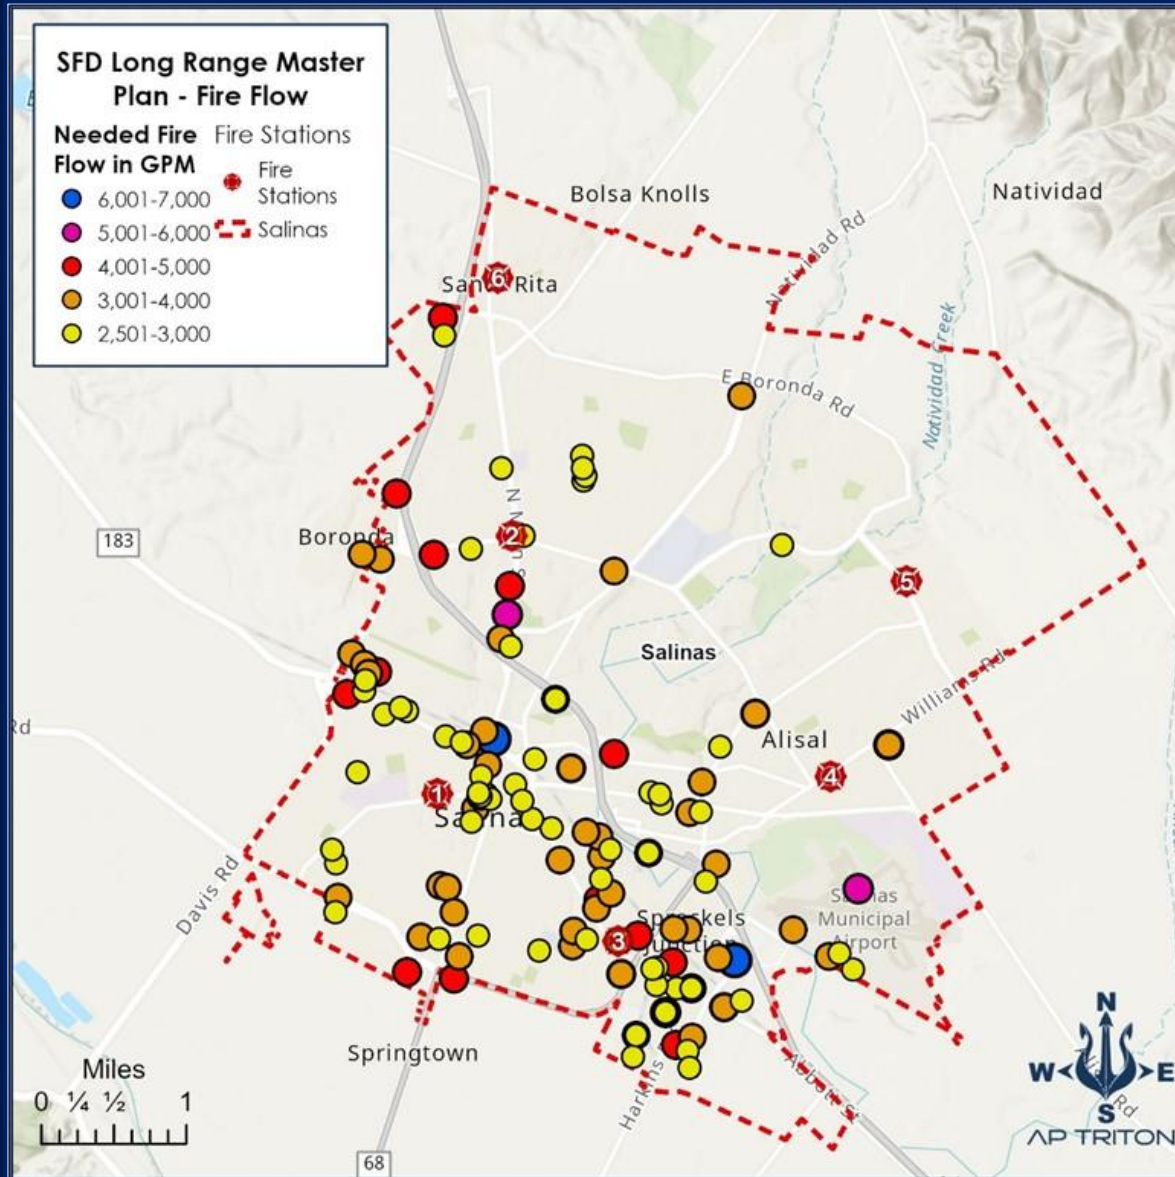 SFD Long Range Master
Plan - Fire Flow
Needed Fire
Flow in GPM
6,001-7,000
5,001-6,000
4,001-5,000
3,001-4,000
2,501-3,000
Fire Stations
Fire
Stations
Salinas
Bolsa Knolls
Natividad
Natividad Rd
6
Rita
E Boronda Rd
Natividad Creek
183
Boronda
2
5
Salinas
Williams Rd
Alisal
4
1
Davis Rd
3
Municipal
Airport
Springtown
Abbott St
68
Miles
0 ¼ ½ 1
N
W E
S
AP TRITON